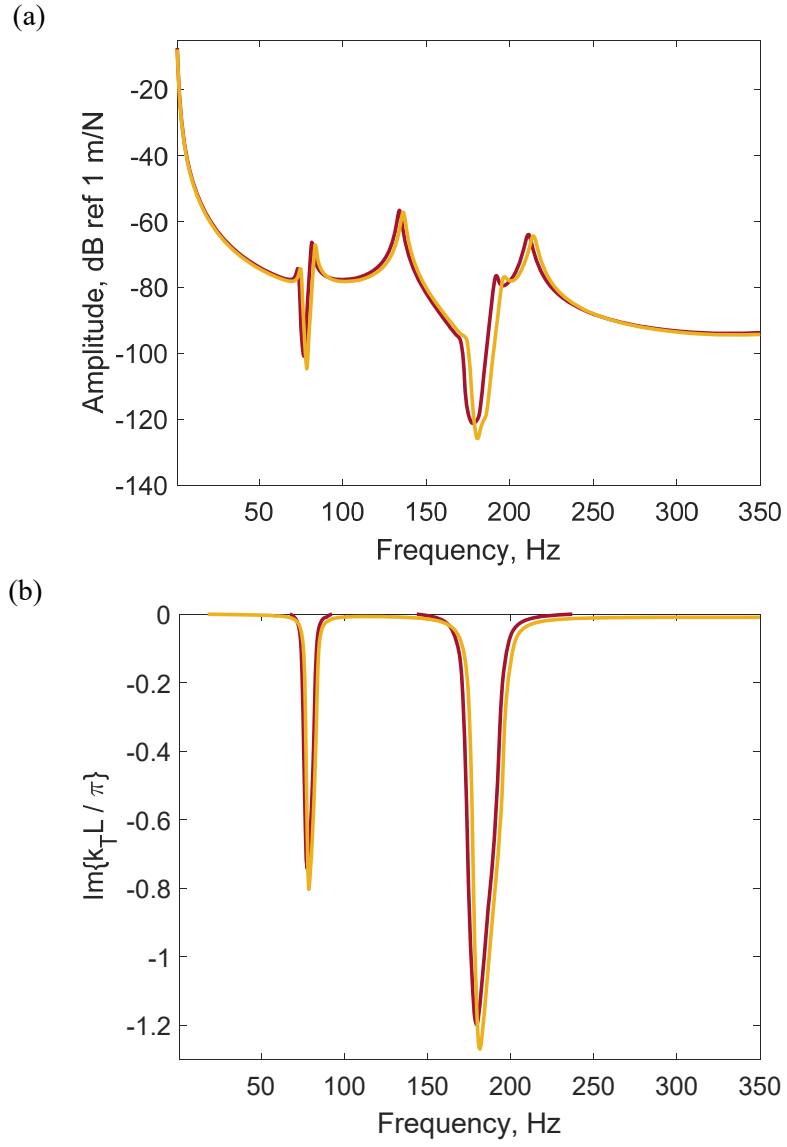 (a)
-20
-40
-60
-80
-100
-120
-140
50 100 150 200 250 300 350
Amplitude, dB ref 1 m/N
Frequency, Hz
(b)
0
-0.2
-0.4
-0.6
-0.8
-1
-1.2
50 100 150 200 250 300 350
Im{k_TL / π}
Frequency, Hz